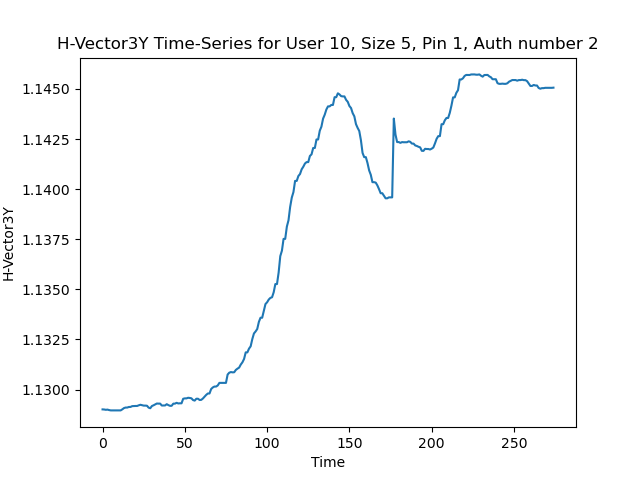 H-Vector3Y Time-Series for User 10, Size 5, Pin 1, Auth number 2
1.1450
1.1425
1.1400
1.1375
1.1350
1.1325
1.1300
H-Vector3Y
0 50 100 150 200 250
Time